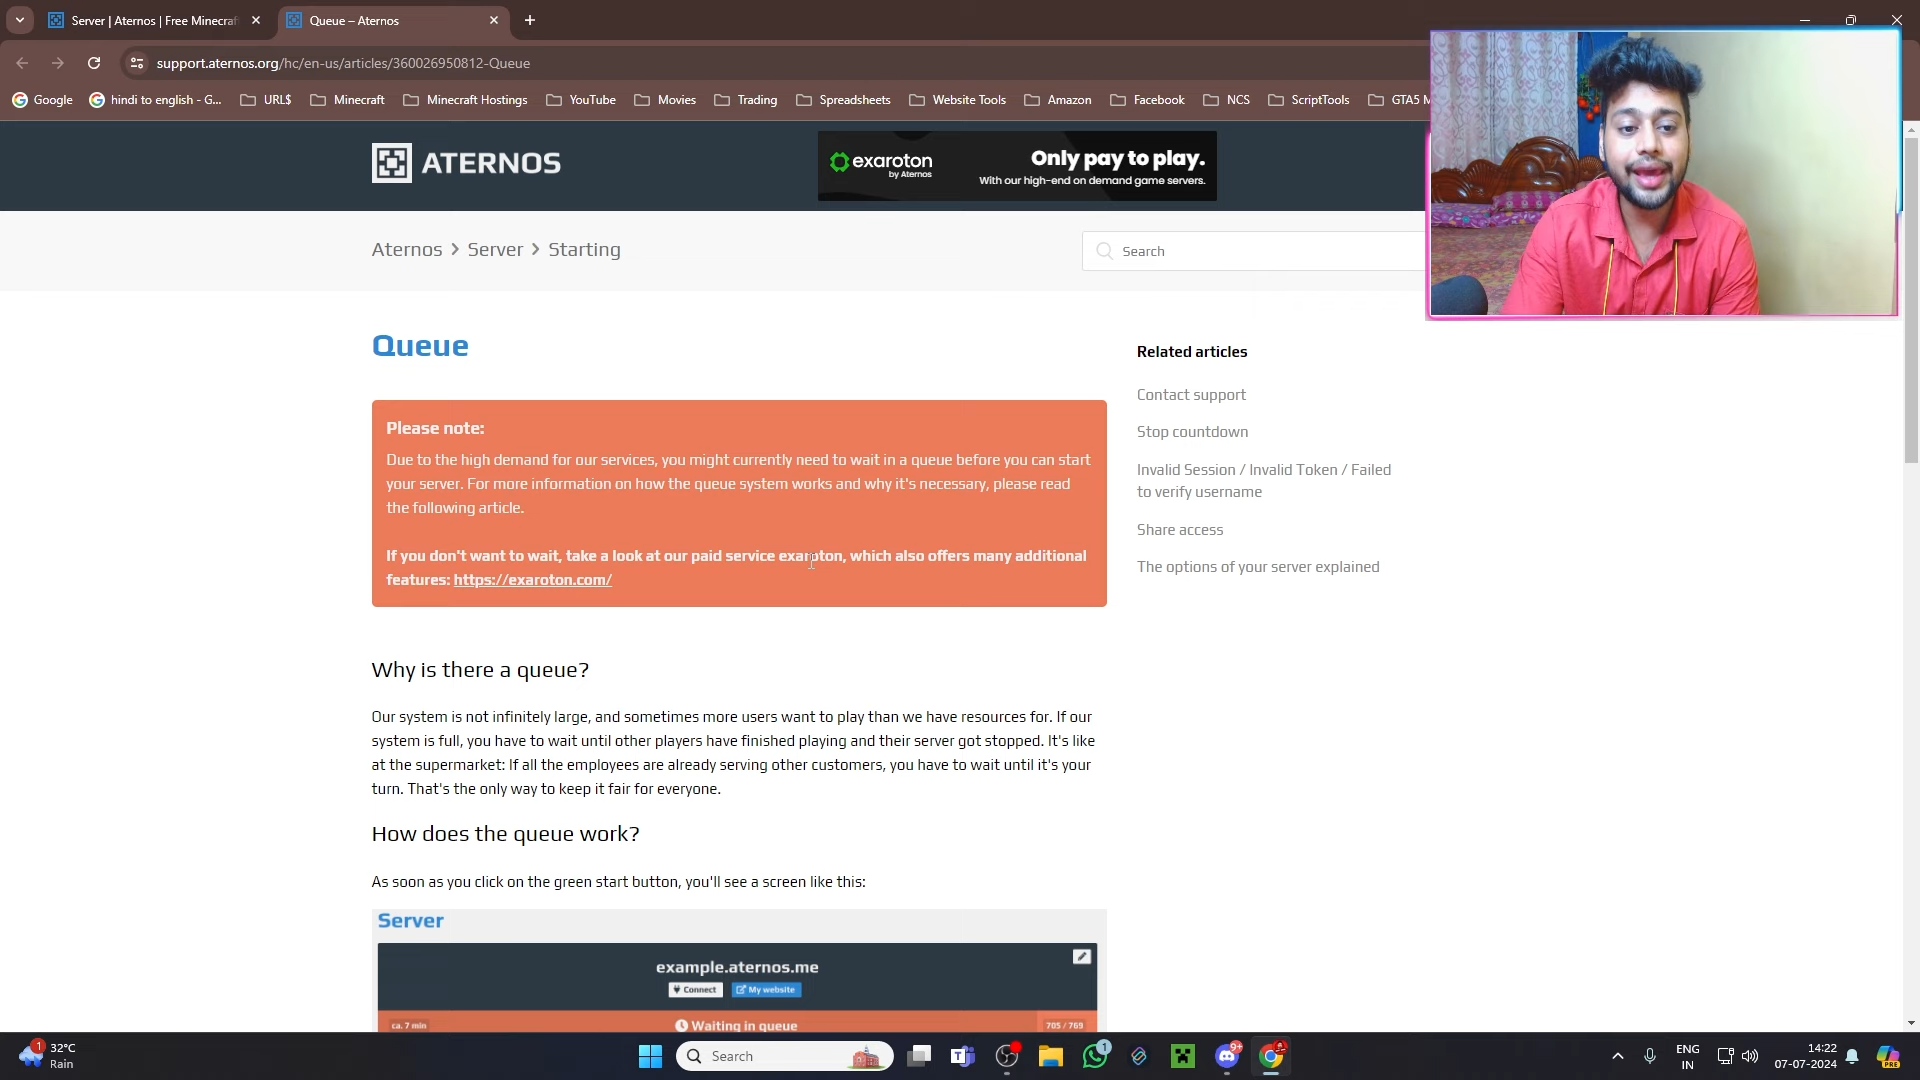 Server | Aternos | Free Minecraf
Queue – Aternos
support.aternos.org/hc/en-us/articles/360026950812-Queue
Google
hindi to english - G...
URL$
Minecraft
Minecraft Hostings
YouTube
Movies
Trading
Spreadsheets
Website Tools
Amazon
Facebook
NCS
ScriptTools
GTA5 M
ATERNOS
exaroton
by Aternos
Only pay to play.
With our high-end on demand game servers.
Aternos > Server > Starting
Search
Queue
Please note:
Due to the high demand for our services, you might currently need to wait in a queue before you can start
your server. For more information on how the queue system works and why it's necessary, please read
the following article.
If you don't want to wait, take a look at our paid service exaroton, which also offers many additional
features: https://exaroton.com/
Related articles
Contact support
Stop countdown
Invalid Session / Invalid Token / Failed
to verify username
Share access
The options of your server explained
Why is there a queue?
Our system is not infinitely large, and sometimes more users want to play than we have resources for. If our
system is full, you have to wait until other players have finished playing and their server got stopped. It's like
at the supermarket: If all the employees are already serving other customers, you have to wait until it's your
turn. That's the only way to keep it fair for everyone.
How does the queue work?
As soon as you click on the green start button, you'll see a screen like this:
Server
example.aternos.me
Connect
My website
ca. 7 min
Waiting in queue
705 / 769
1
32°C
Rain
Search
1
9+
ENG
IN
14:22
07-07-2024
PRE